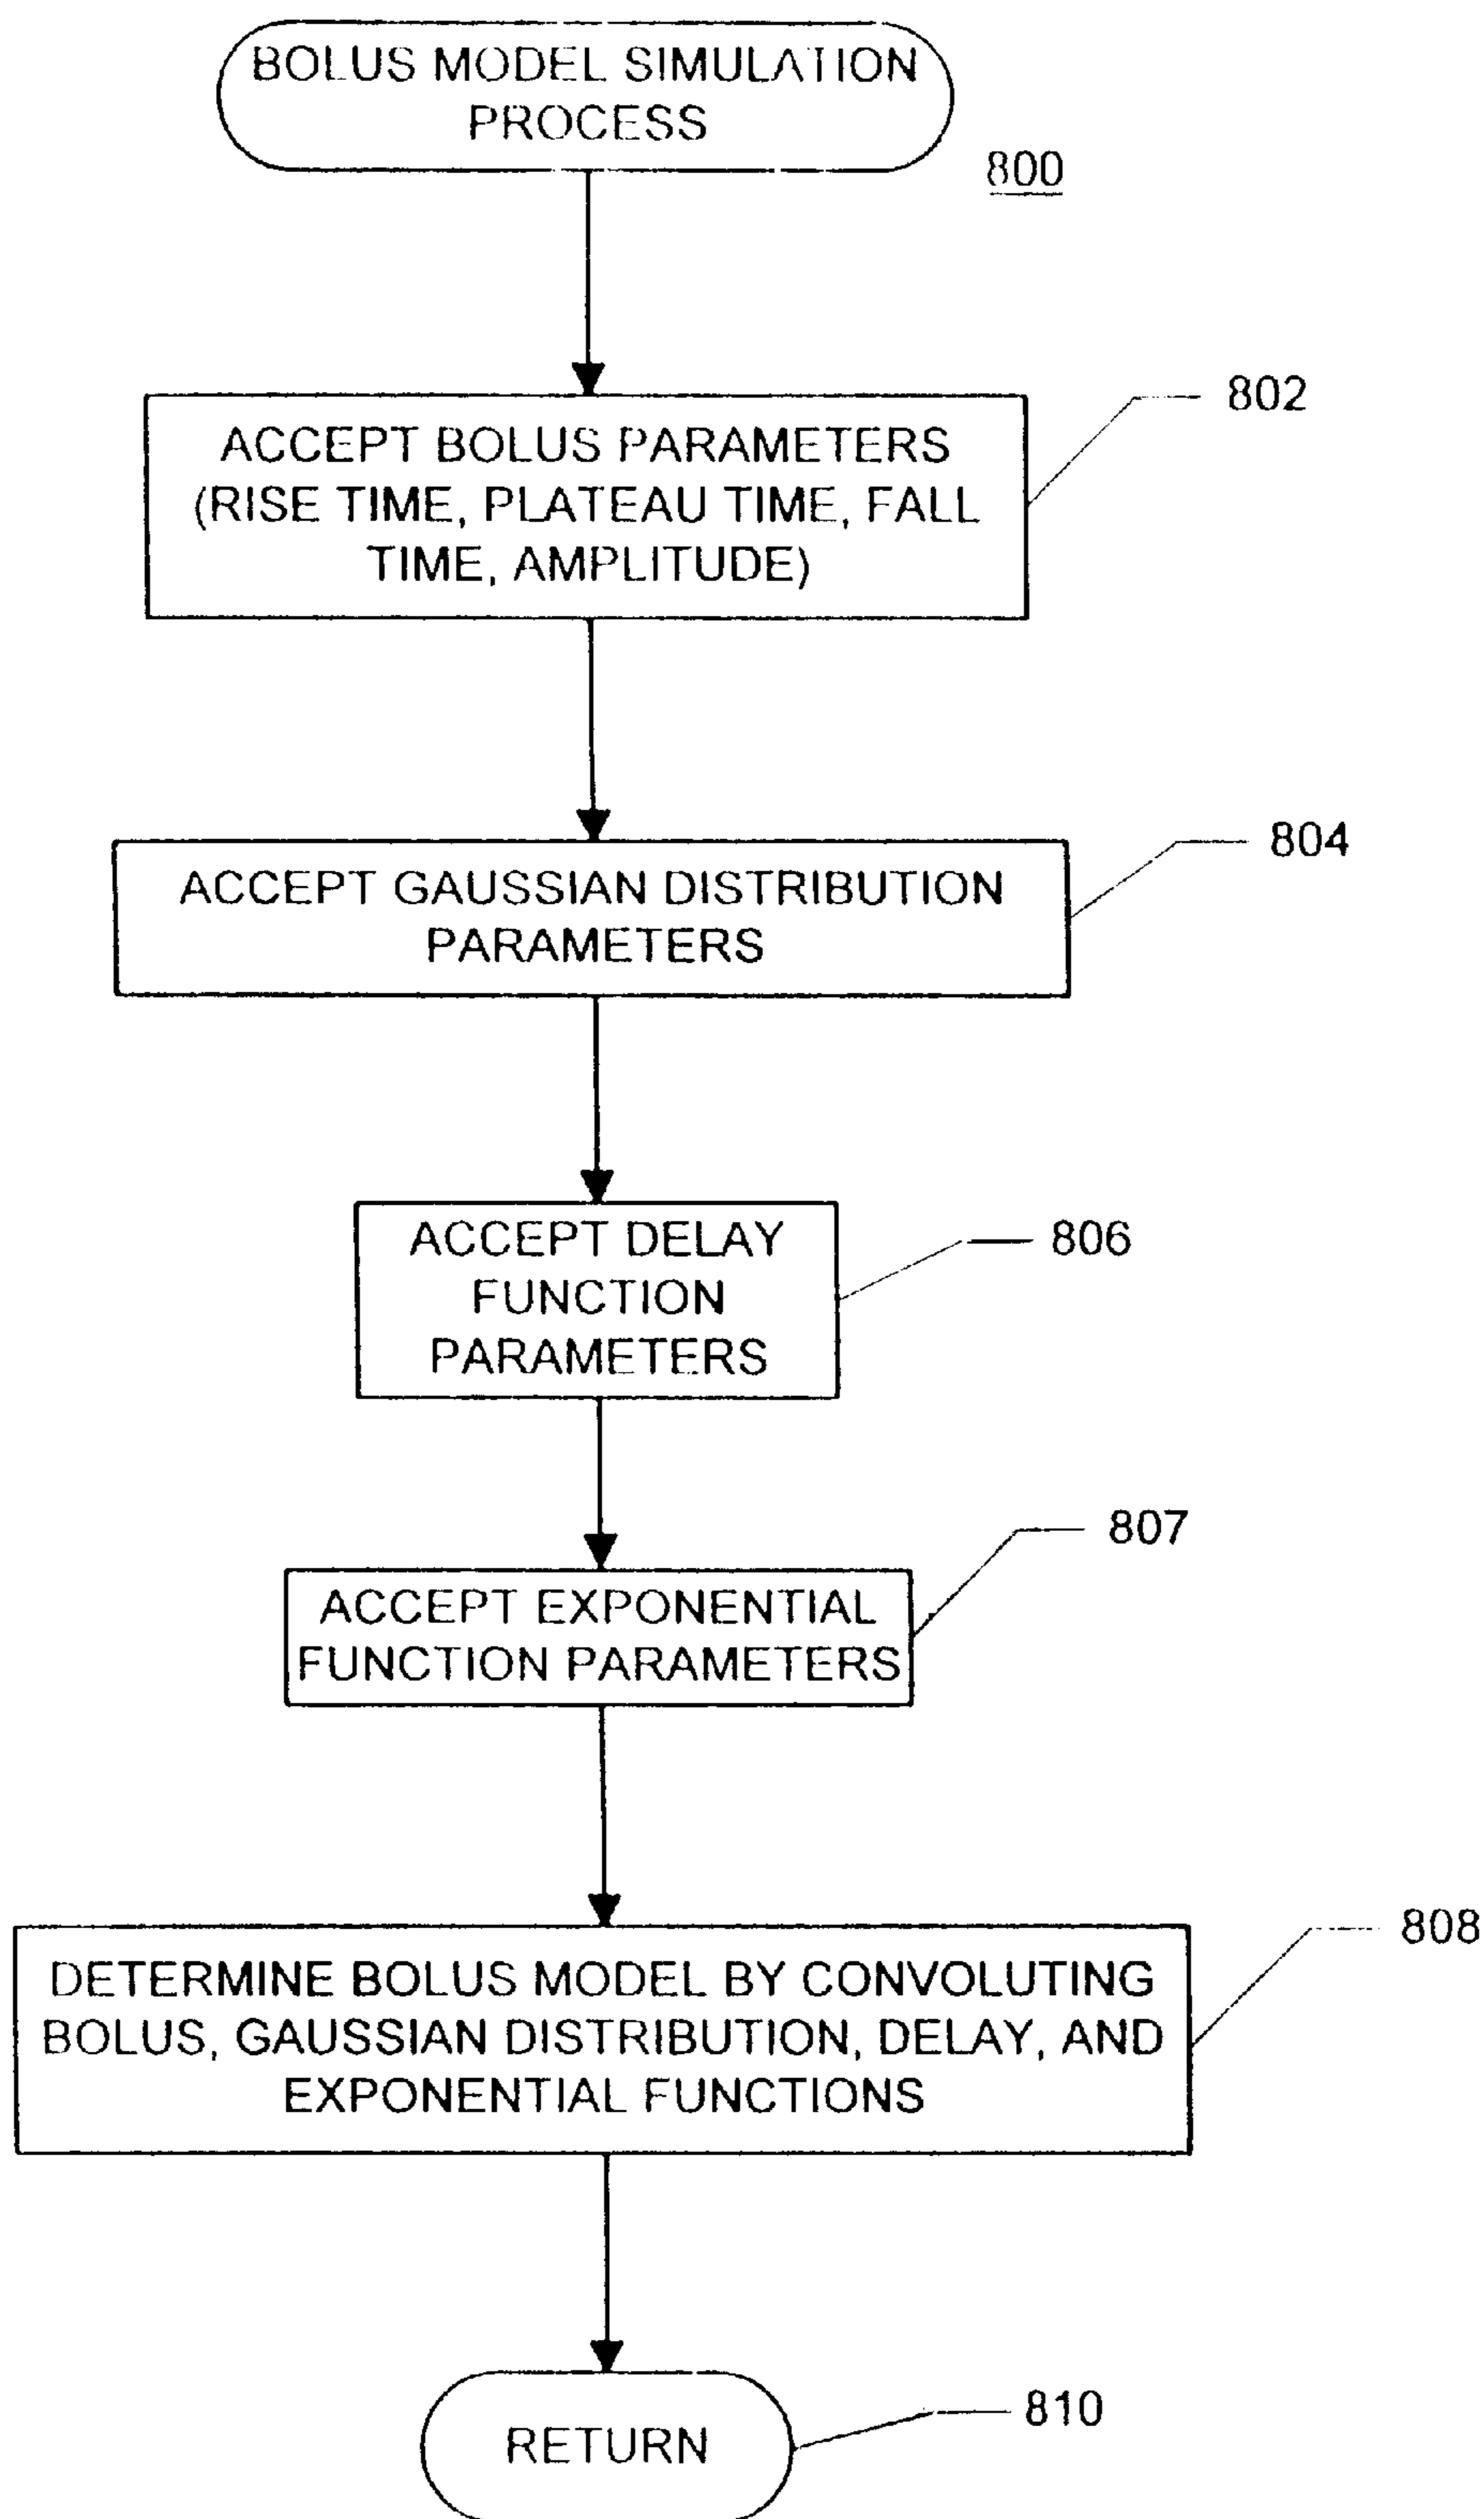 BOLUS MODEL SIMULATION
PROCESS
800
802
ACCEPT BOLUS PARAMETERS
(RISE TIME, PLATEAU TIME, FALL
TIME, AMPLITUDE)
804
ACCEPT GAUSSIAN DISTRIBUTION
PARAMETERS
806
ACCEPT DELAY
FUNCTION
PARAMETERS
807
ACCEPT EXPONENTIAL
FUNCTION PARAMETERS
808
DETERMINE BOLUS MODEL BY CONVOLUTING
BOLUS, GAUSSIAN DISTRIBUTION, DELAY, AND
EXPONENTIAL FUNCTIONS
810
RETURN